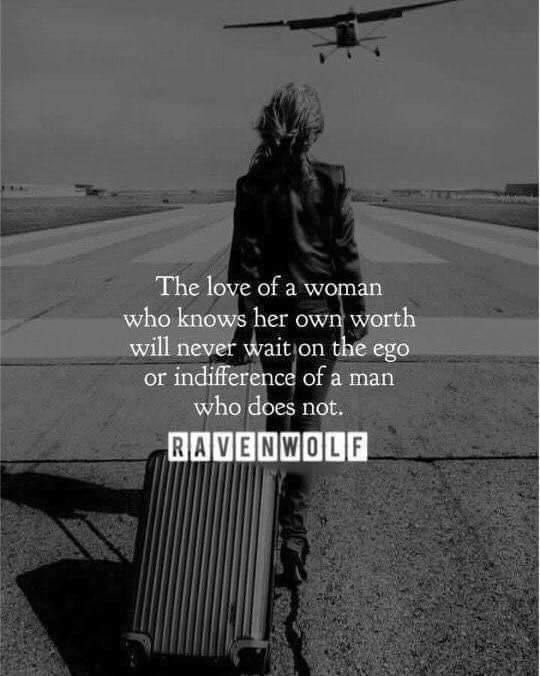 The love of a woman
who knows her own worth
will never wait on the ego
or indifference of a man
who does not.
RAVENWOLF